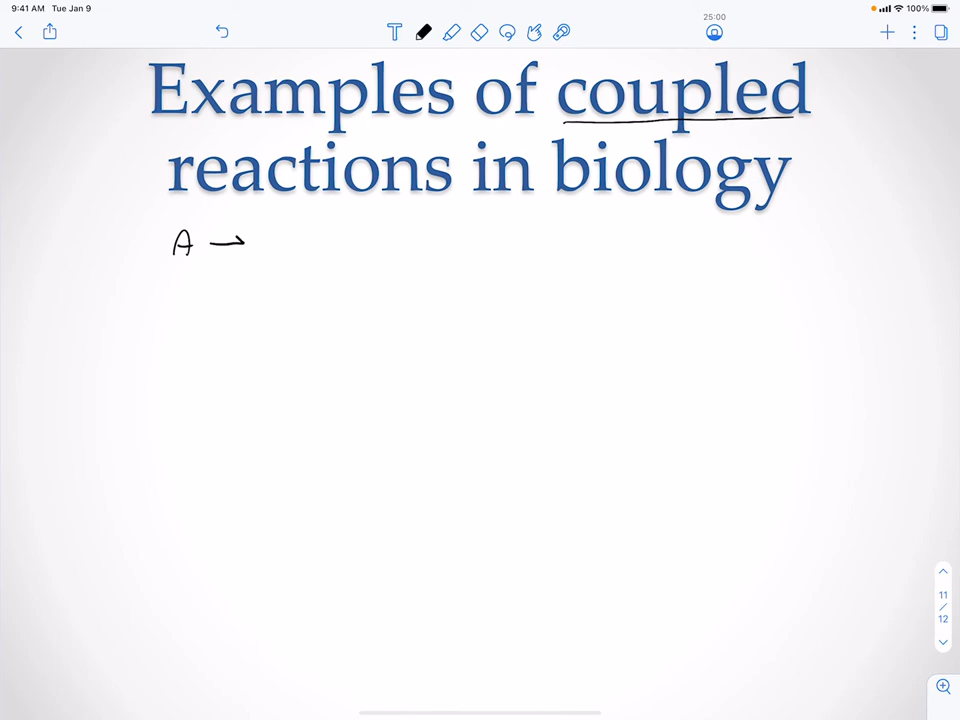 9:41 AM Tue Jan 9
100%
25:00
T
Examples of coupled
reactions in biology
A →
11
/
12